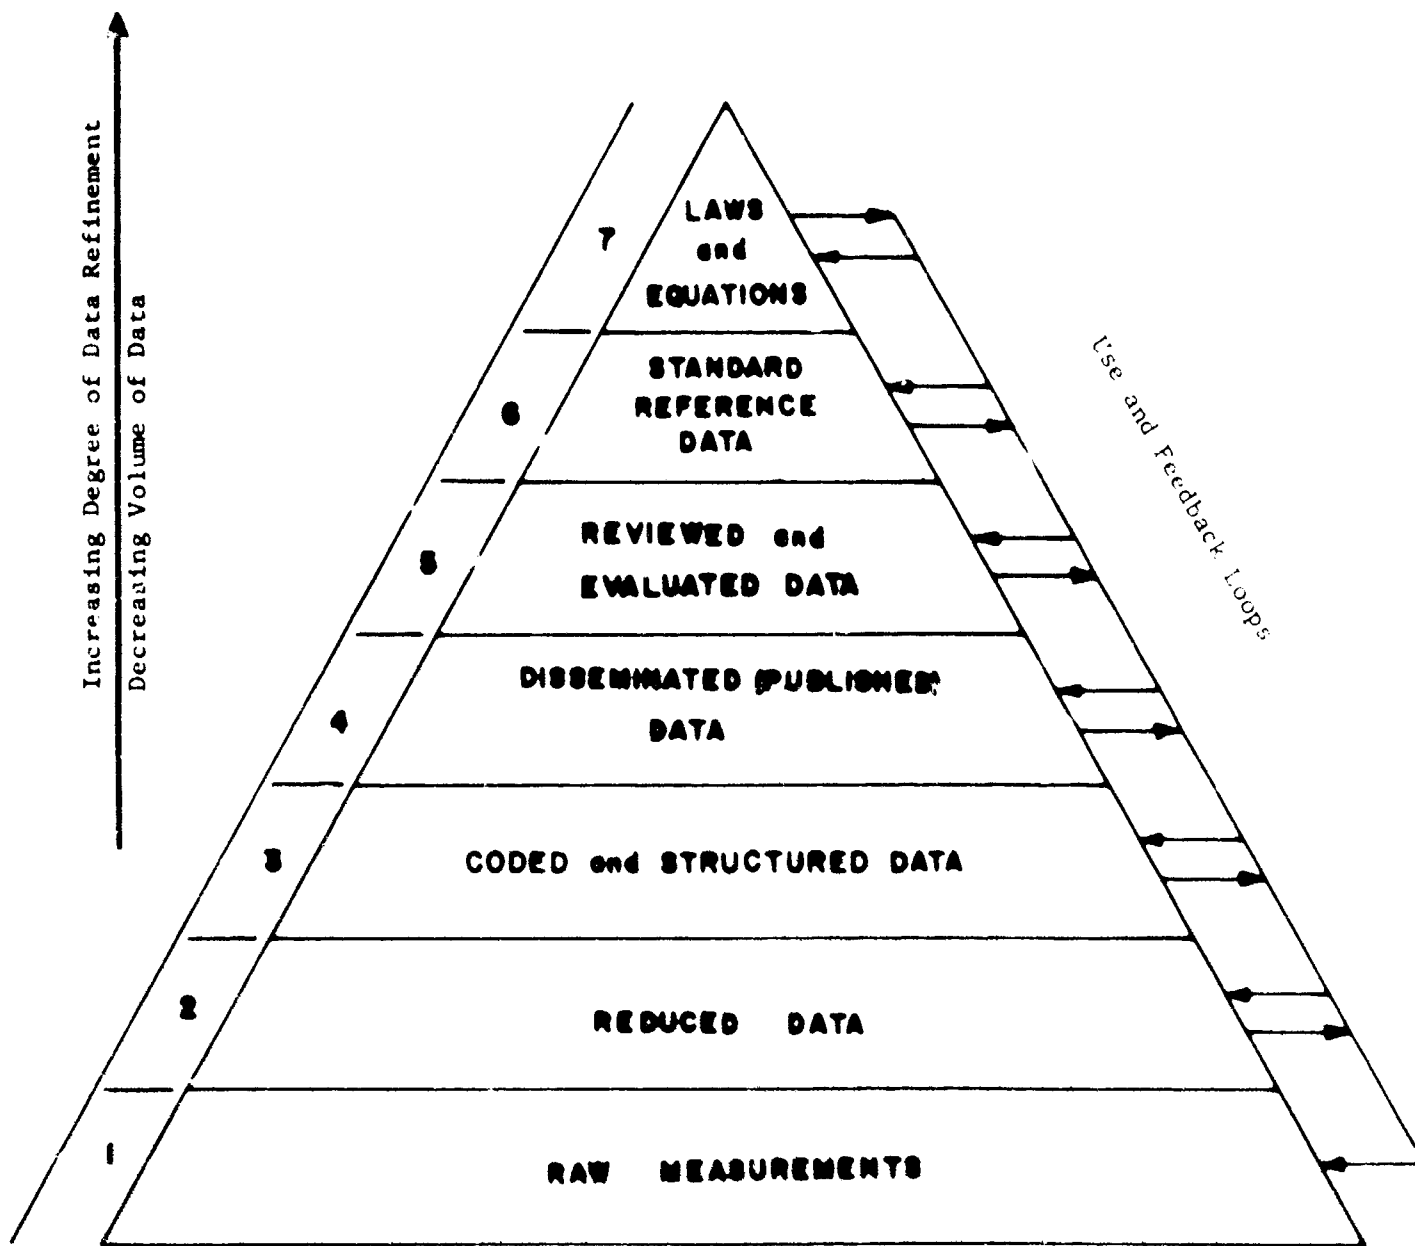 Increasing Degree of Data Refinement
Decreasing Volume of Data
7
LAWS
and
EQUATIONS
6
STANDARD
REFERENCE
DATA
5
REVIEWED and
EVALUATED DATA
4
DISSEMINATED (PUBLISHED)
DATA
3
CODED and STRUCTURED DATA
2
REDUCED DATA
1
RAW MEASUREMENTS
Use and Feedback Loops